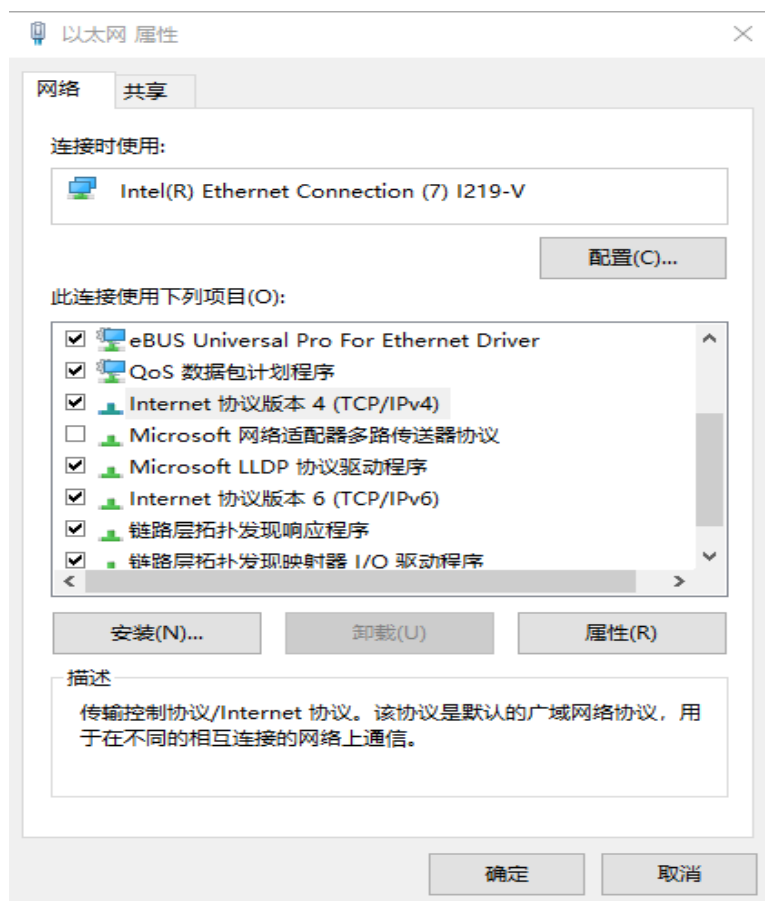 以太网 属性
网络
共享
连接时使用:
Intel(R) Ethernet Connection (7) I219-V
配置(C)...
此连接使用下列项目(O):
eBUS Universal Pro For Ethernet Driver
QoS 数据包计划程序
Internet 协议版本 4 (TCP/IPv4)
Microsoft 网络适配器多路传送器协议
Microsoft LLDP 协议驱动程序
Internet 协议版本 6 (TCP/IPv6)
链路层拓扑发现响应程序
链路层拓扑发现映射器 I/O 驱动程序
安装(N)...
卸载(U)
属性(R)
描述
传输控制协议/Internet 协议。该协议是默认的广域网络协议，用
于在不同的相互连接的网络上通信。
确定
取消